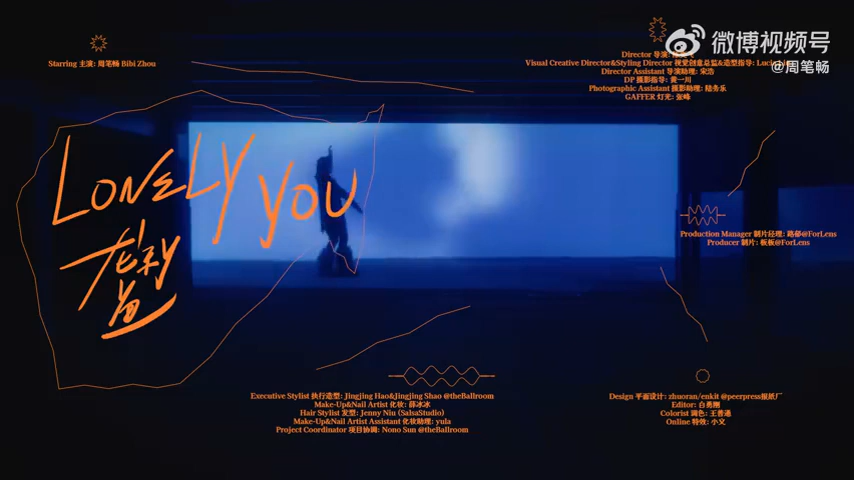 微博视频号
@周笔畅
Starring 主演: 周笔畅 Bibi Zhou
Director 导演:
Visual Creative Director&Styling Director 视觉创意总监&造型指导:
Director Assistant 导演助理: 宋浩
DP 摄影指导: 黄一川
Photographic Assistant 摄影助理: 陆务乐
GAFFER 灯光: 张峰
LONELY YOU
Production Manager 制片经理: 路郁@ForLens
Producer 制片: 板板@ForLens
Executive Stylist 执行造型: Jingjing Hao&Jingjing Shao @theBallroom
Make-Up&Nail Artist 化妆: 薛冰冰
Hair Stylist 发型: Jenny Niu (SalsaStudio)
Make-Up&Nail Artist Assistant 化妆助理: yula
Project Coordinator 项目协调: Nono Sun @theBallroom
Design 平面设计: zhuoran/enkit @peerpress报纸厂
Editor: 白勇刚
Colorist 调色: 王普通
Online 特效: 小文